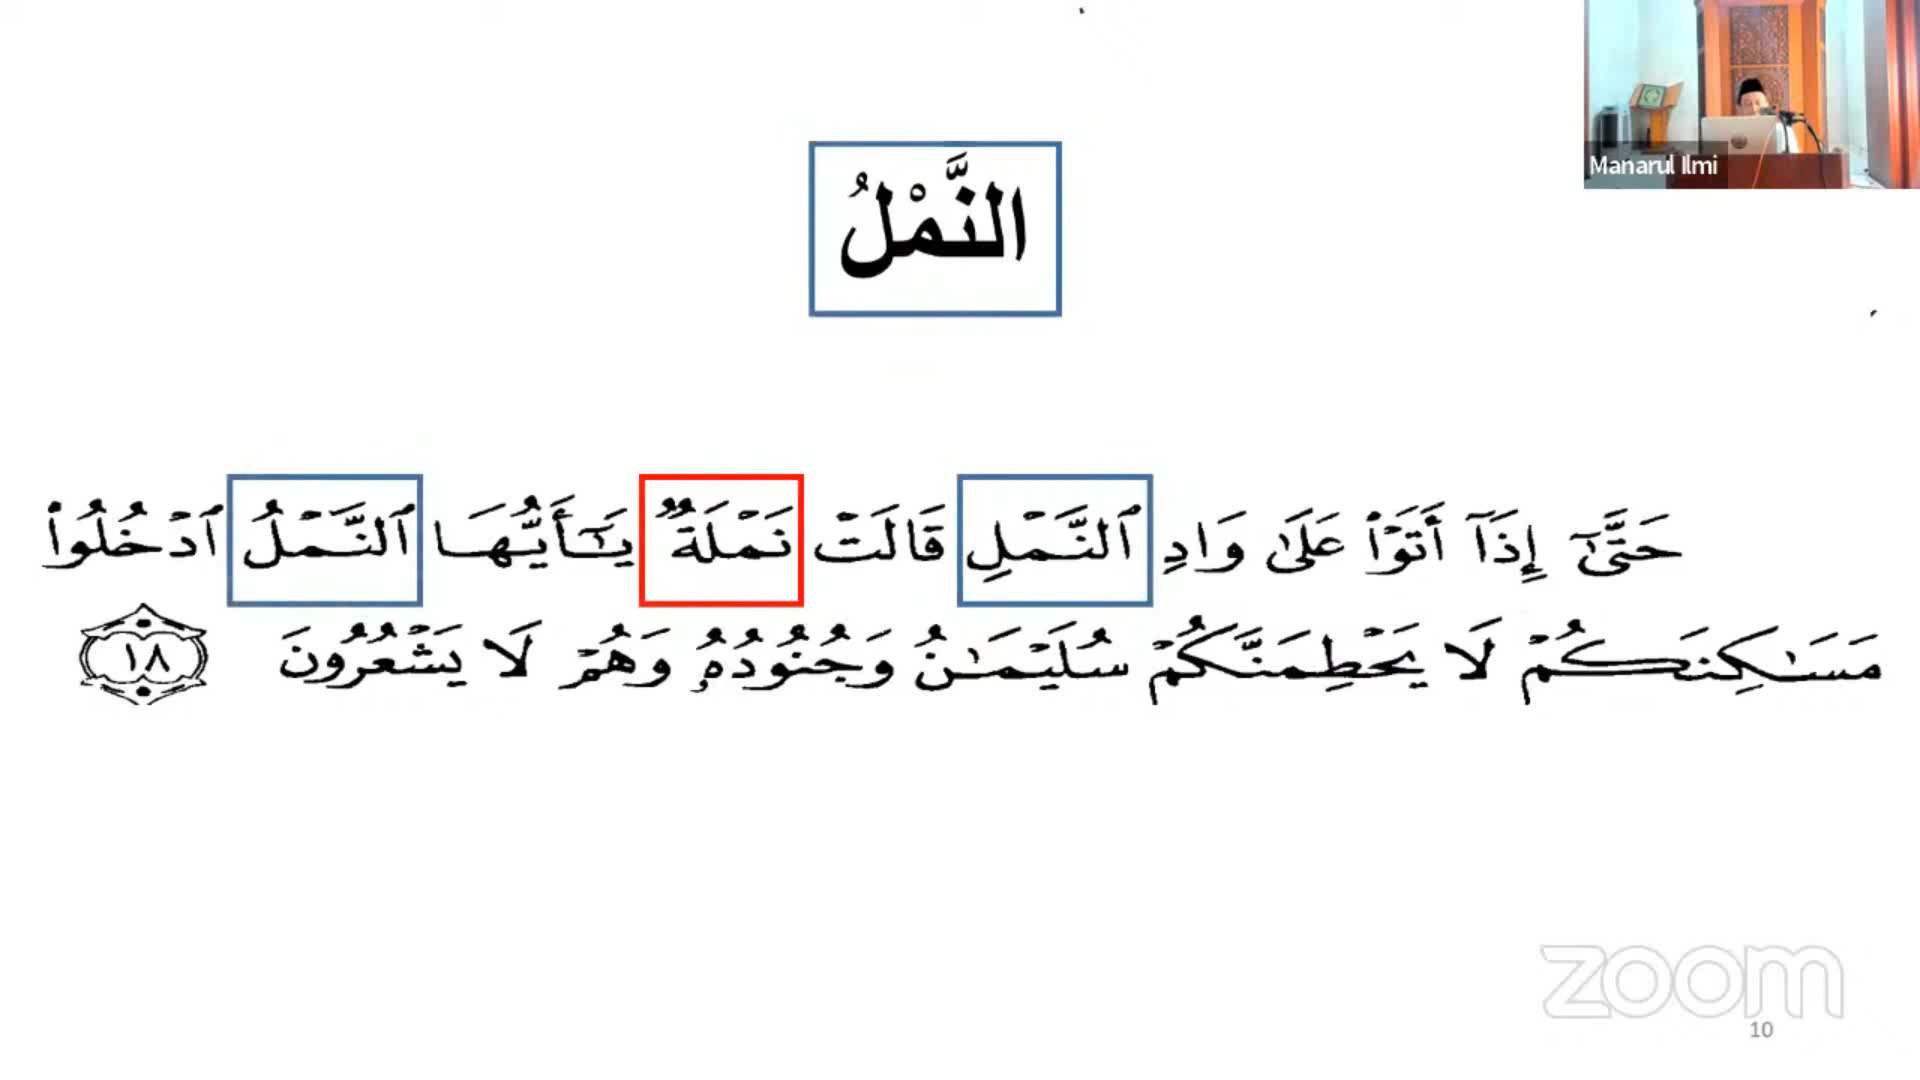 Manarul Ilmi
النَّمْلُ
حَتَّىٰٓ إِذَآ أَتَوْا۟ عَلَىٰ وَادِ ٱلنَّمْلِ قَالَتْ نَمْلَةٌ يَـٰٓأَيُّهَا ٱلنَّمْلُ ٱدْخُلُوا۟
مَسَـٰكِنَكُمْ لَا يَحْطِمَنَّكُمْ سُلَيْمَـٰنُ وَجُنُودُهُۥ وَهُمْ لَا يَشْعُرُونَ ١٨
zoom
10